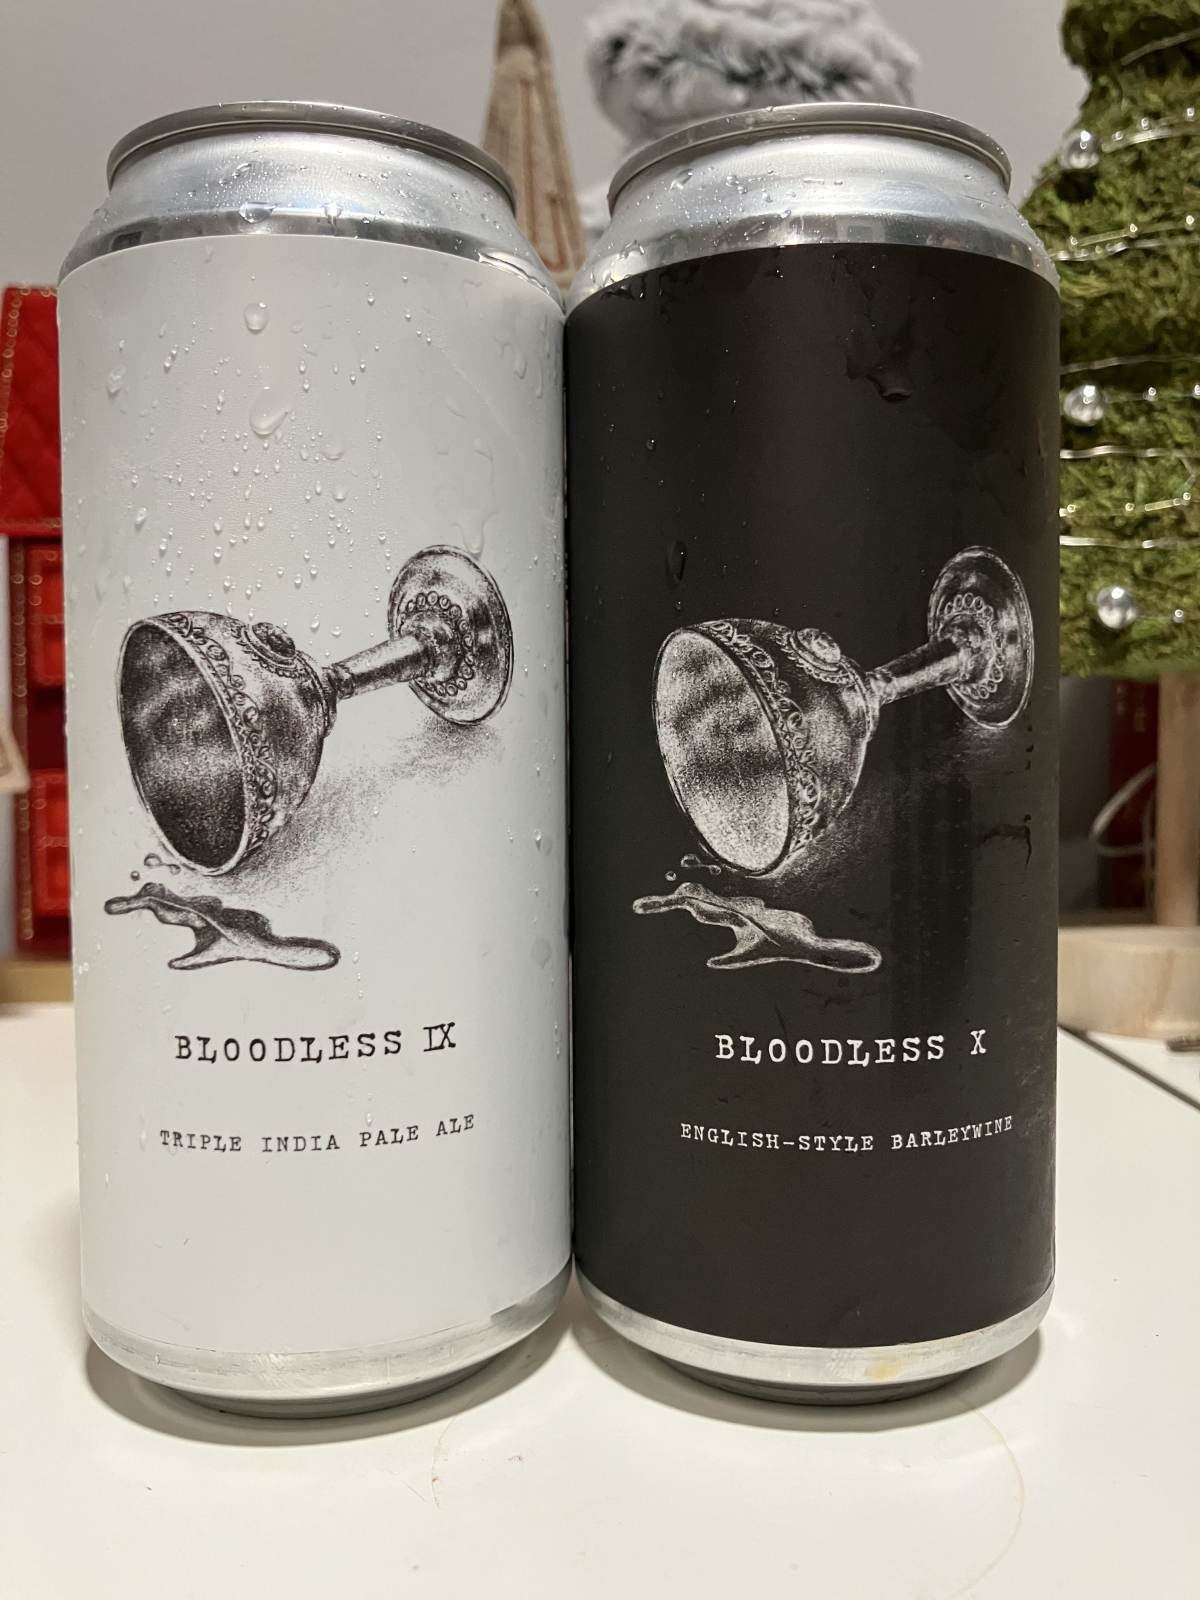 BLOODLESS IX
TRIPLE INDIA PALE ALE
BLOODLESS X
ENGLISH-STYLE BARLEYWINE